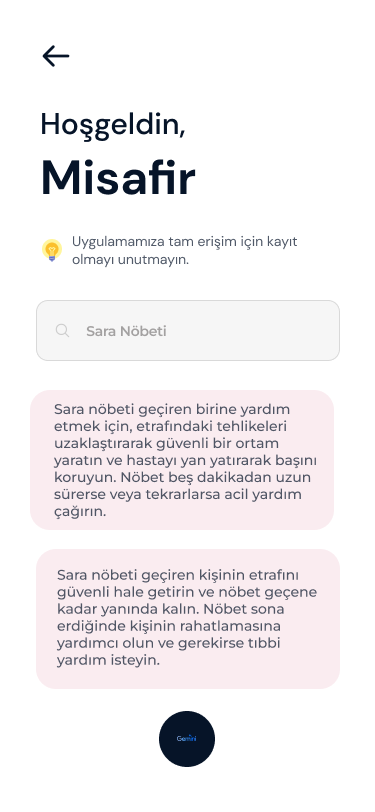 Hoşgeldin,
Misafir
Uygulamamıza tam erişim için kayıt
olmayı unutmayın.
Sara Nöbeti
Sara nöbeti geçiren birine yardım
etmek için, etrafındaki tehlikeleri
uzaklaştırarak güvenli bir ortam
yaratın ve hastayı yan yatırarak başını
koruyun. Nöbet beş dakikadan uzun
sürerse veya tekrarlarsa acil yardım
çağırın.
Sara nöbeti geçiren kişinin etrafını
güvenli hale getirin ve nöbet geçene
kadar yanında kalın. Nöbet sona
erdiğinde kişinin rahatlamasına
yardımcı olun ve gerekirse tıbbi
yardım isteyin.
Gemini